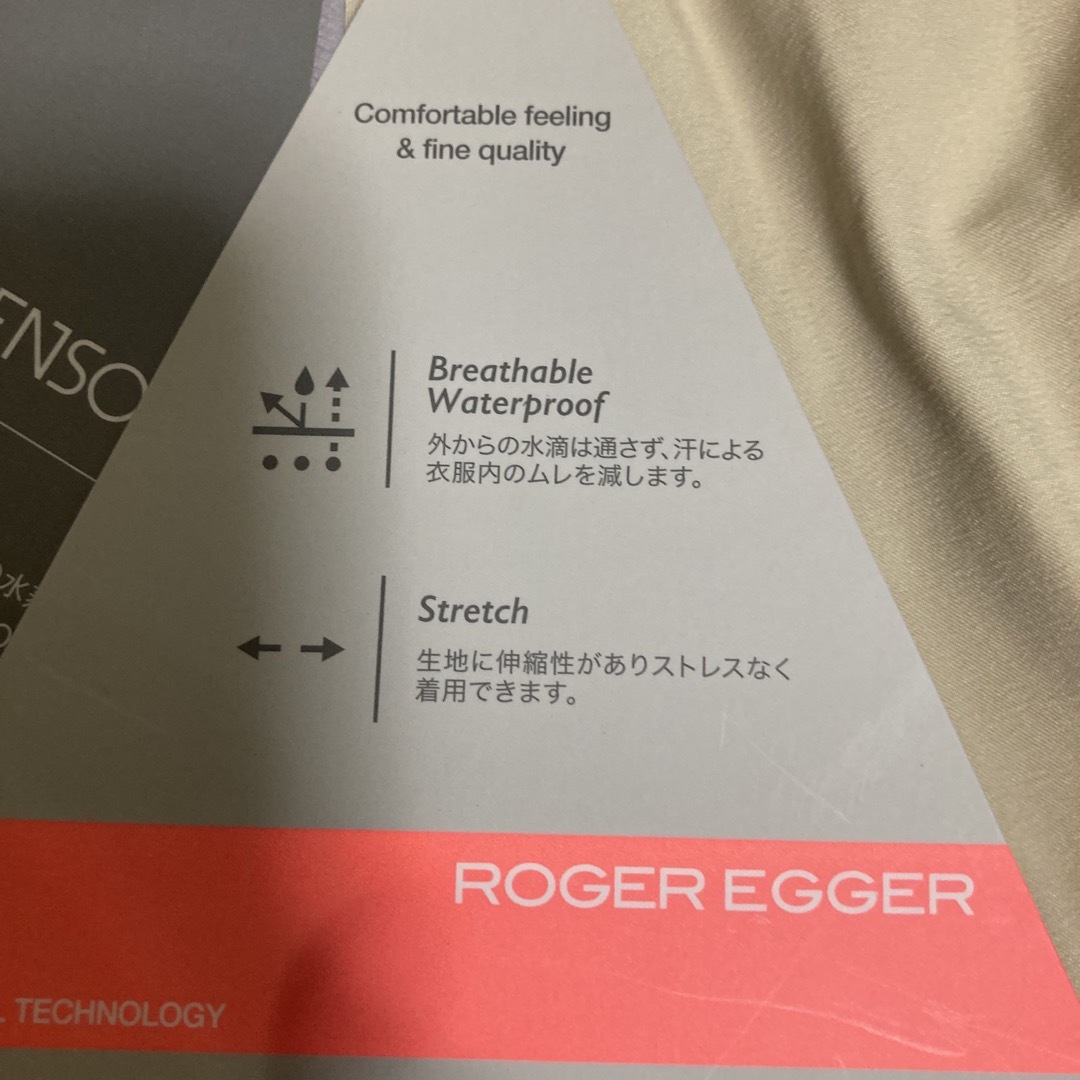 Comfortable feeling
& fine quality
Breathable
Waterproof
外からの水滴は通さず、汗による
衣服内のムレを減します。
Stretch
生地に伸縮性がありストレスなく
着用できます。
ROGER EGGER
TECHNOLOGY